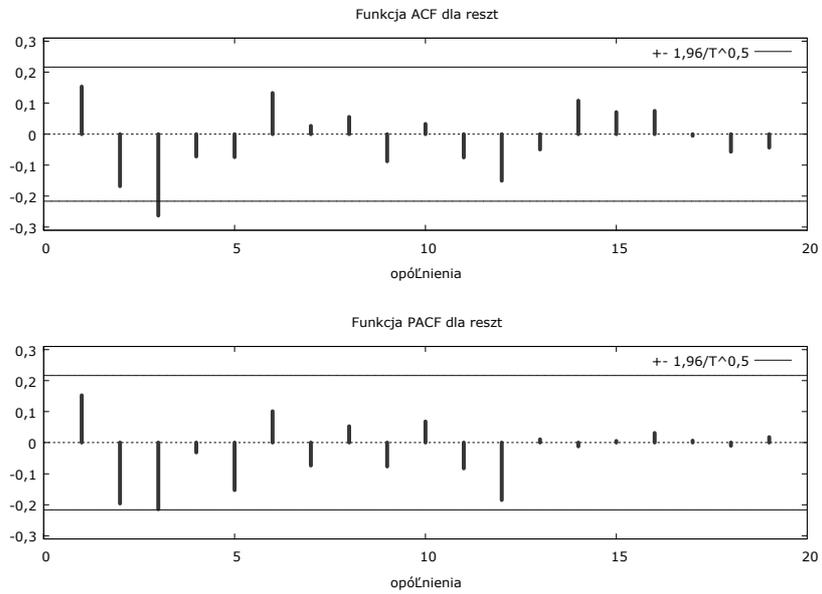 Funkcja ACF dla reszt
+- 1,96/T^0,5
0,3
0,2
0,1
0
-0,1
-0,2
-0,3
0 5 10 15 20
opóĽnienia
Funkcja PACF dla reszt
+- 1,96/T^0,5
0,3
0,2
0,1
0
-0,1
-0,2
-0,3
0 5 10 15 20
opóĽnienia